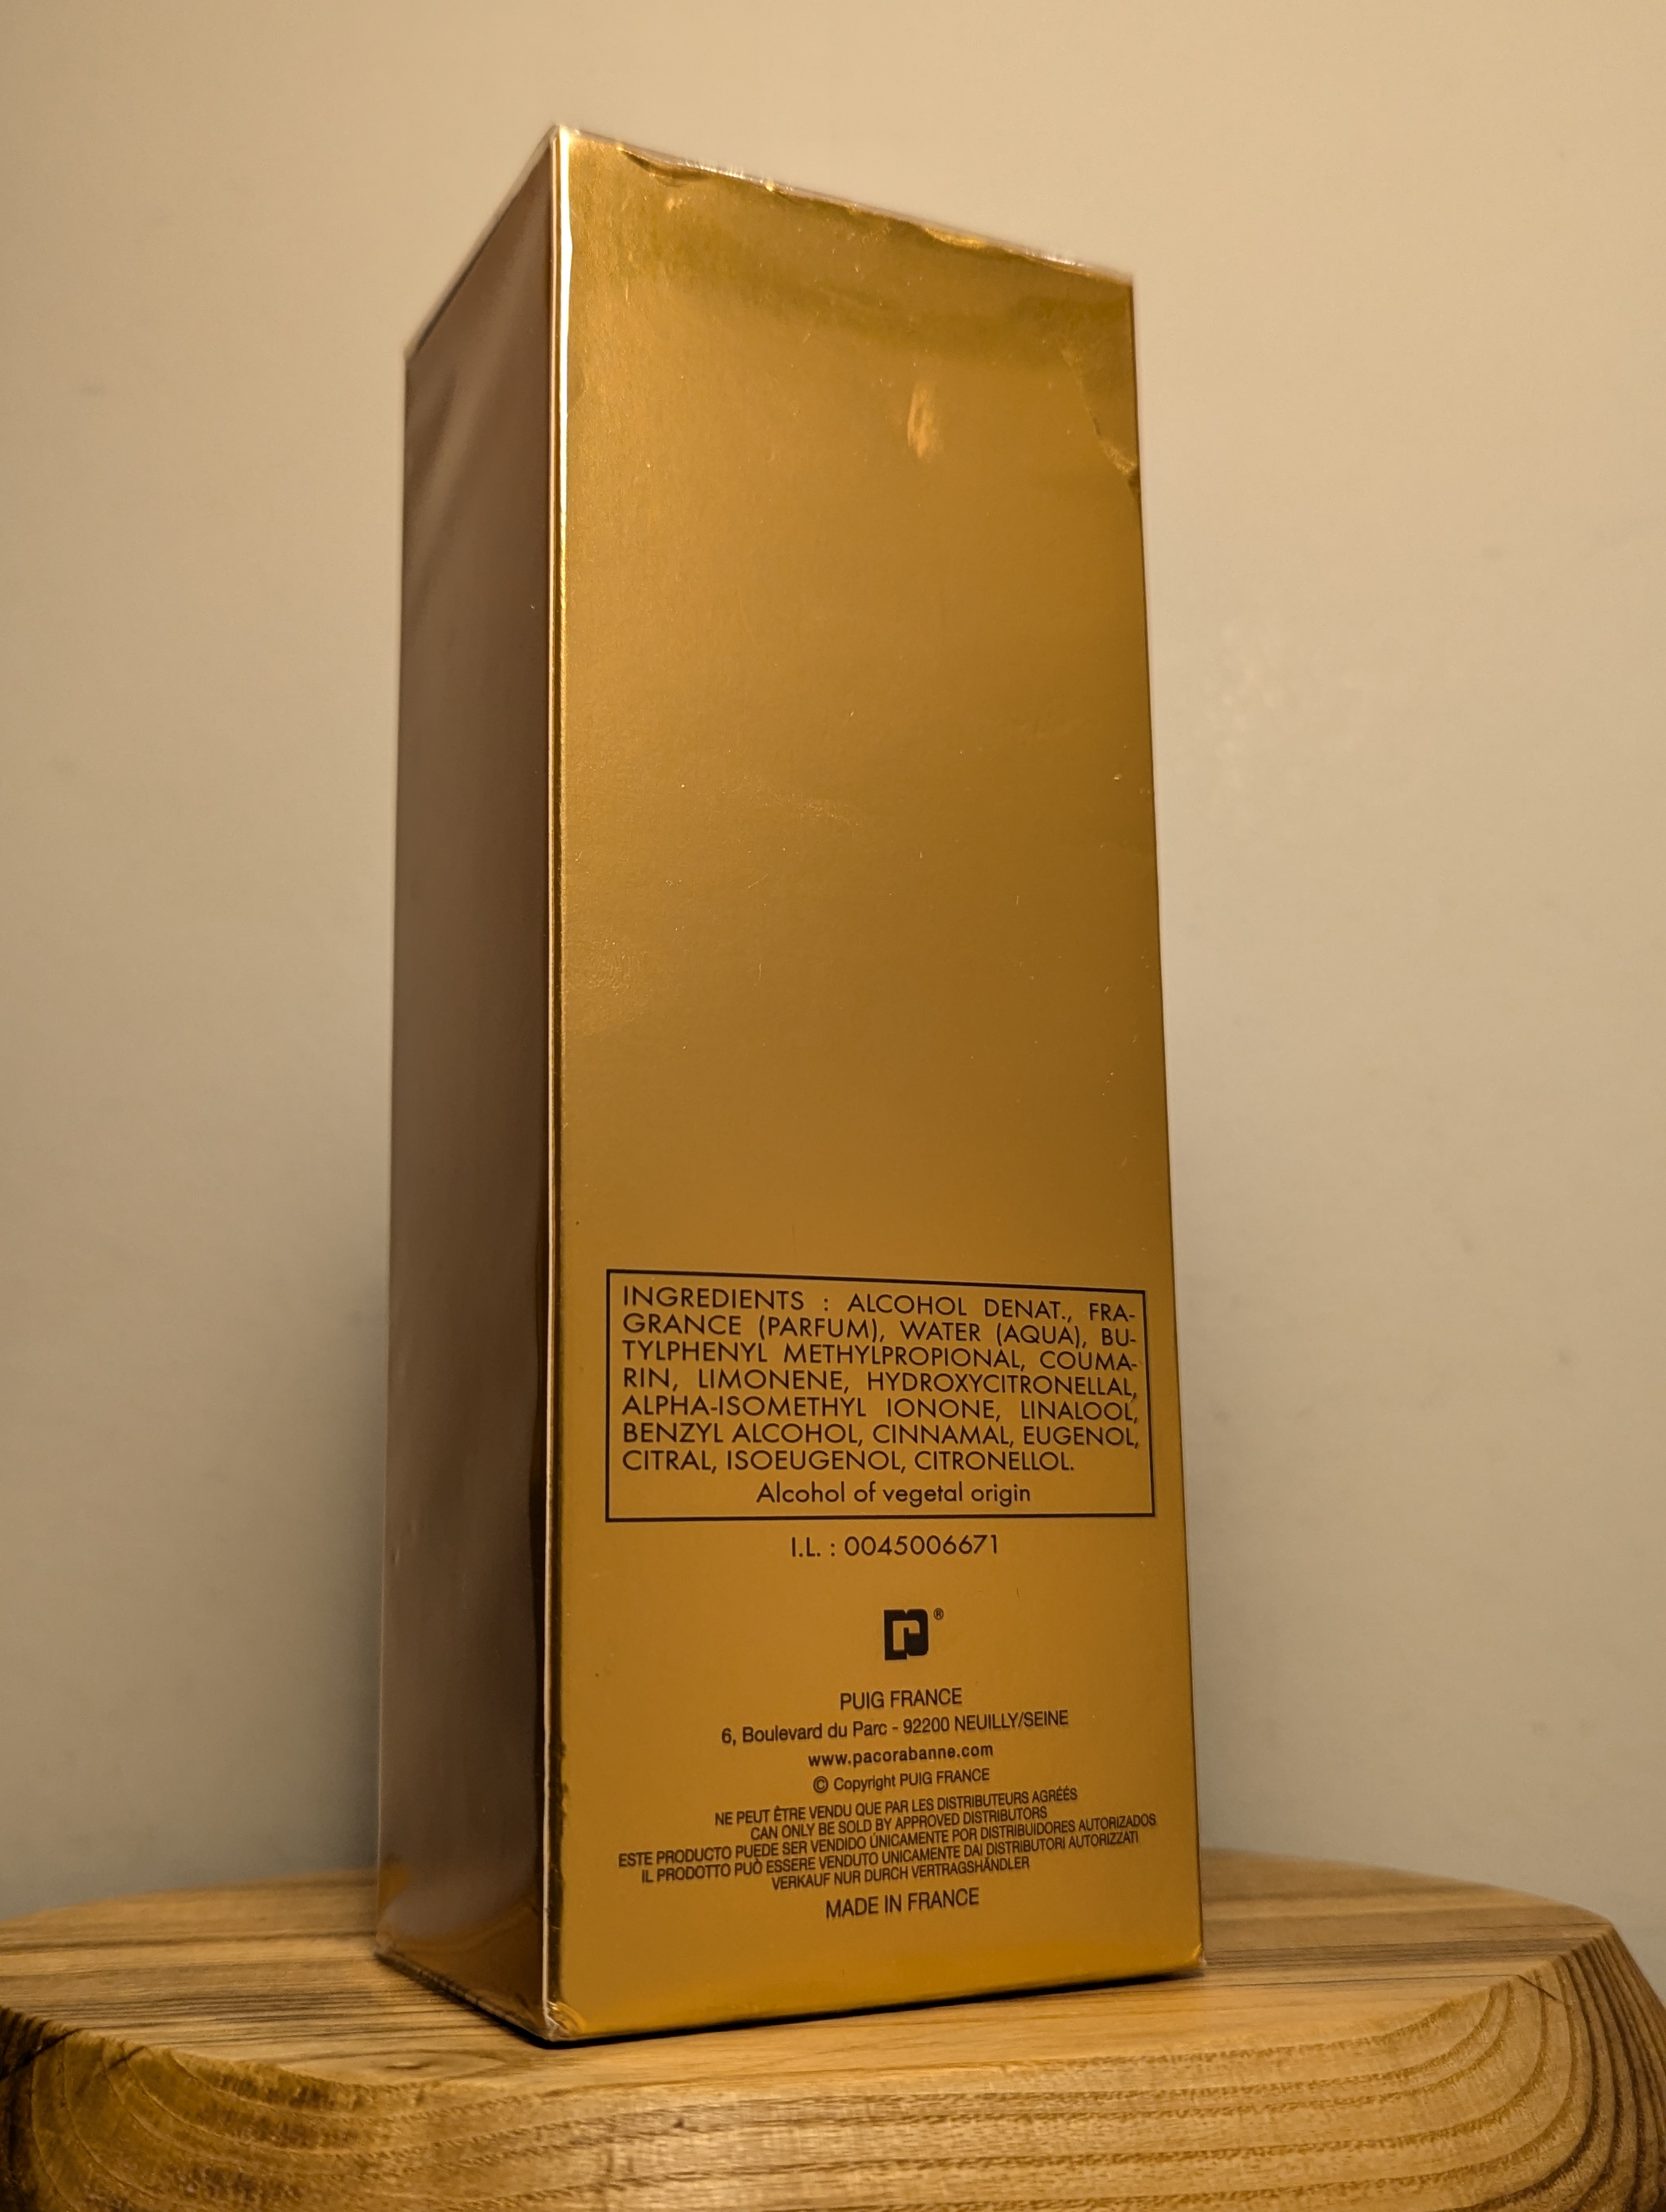 INGREDIENTS : ALCOHOL DENAT., FRA-
GRANCE (PARFUM), WATER (AQUA), BU-
TYLPHENYL METHYLPROPIONAL, COUMA-
RIN, LIMONENE, HYDROXYCITRONELLAL,
ALPHA-ISOMETHYL IONONE, LINALOOL,
BENZYL ALCOHOL, CINNAMAL, EUGENOL,
CITRAL, ISOEUGENOL, CITRONELLOL.
Alcohol of vegetal origin
I.L. : 0045006671
®
PUIG FRANCE
6, Boulevard du Parc - 92200 NEUILLY/SEINE
www.pacorabanne.com
© Copyright PUIG FRANCE
NE PEUT ÊTRE VENDU QUE PAR LES DISTRIBUTEURS AGRÉÉS
CAN ONLY BE SOLD BY APPROVED DISTRIBUTORS
ESTE PRODUCTO PUEDE SER VENDIDO ÚNICAMENTE POR DISTRIBUIDORES AUTORIZADOS
IL PRODOTTO PUÒ ESSERE VENDUTO UNICAMENTE DAI DISTRIBUTORI AUTORIZZATI
VERKAUF NUR DURCH VERTRAGSHÄNDLER
MADE IN FRANCE